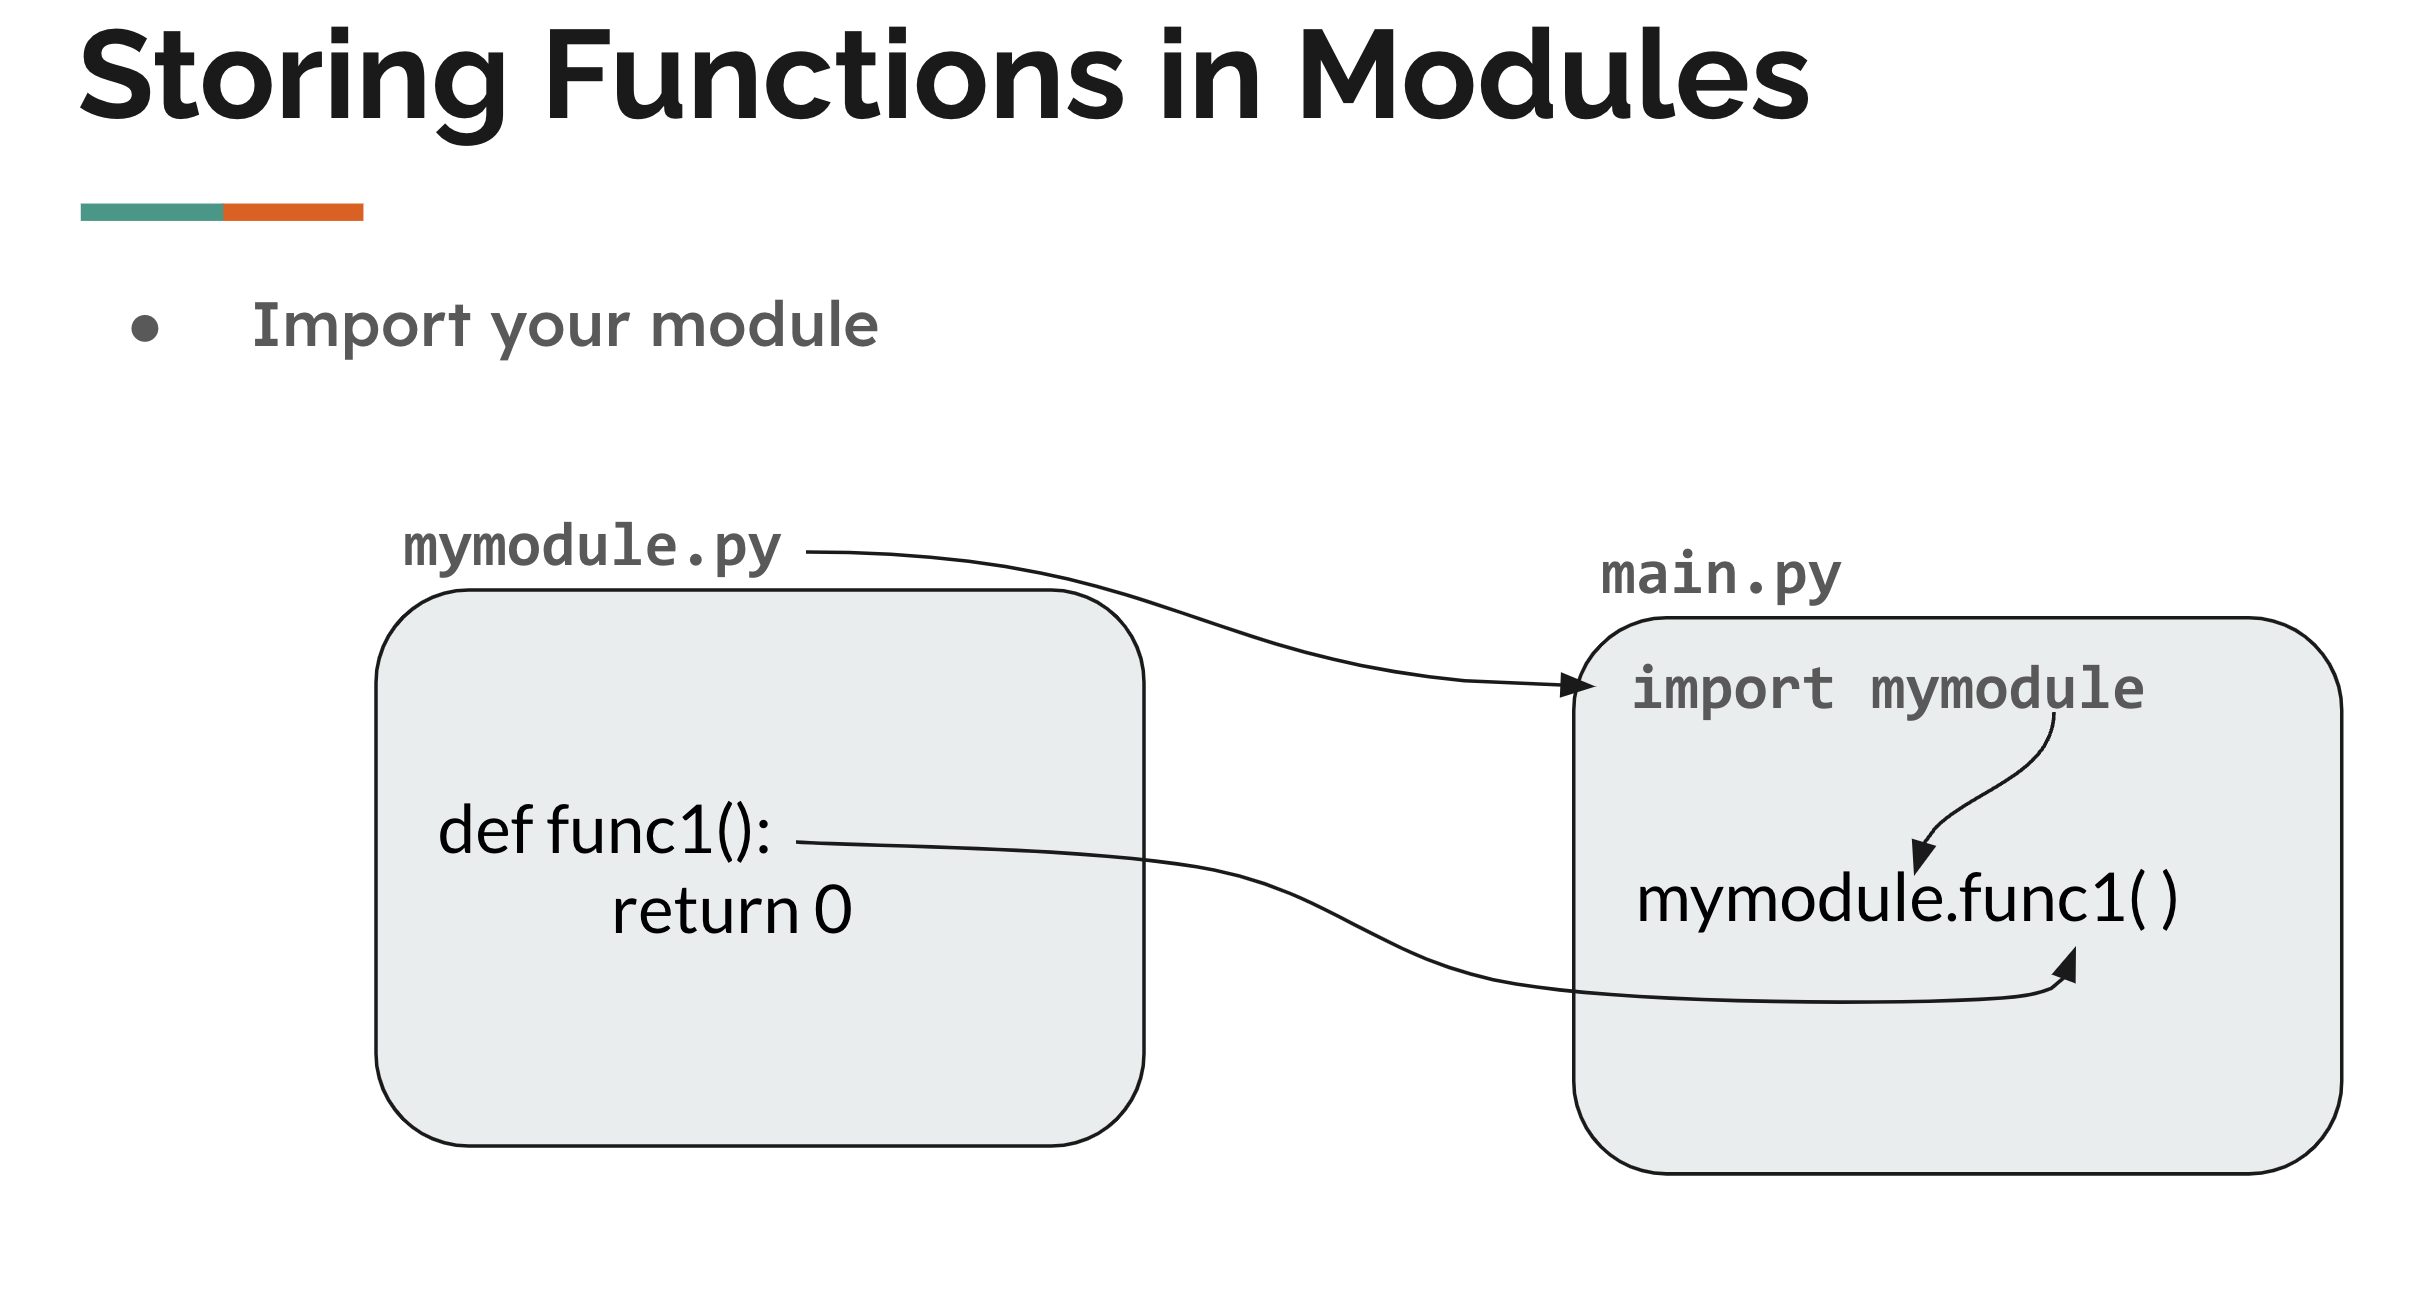 Storing Functions in Modules
● Import your module
mymodule.py
def func1():
return 0
main.py
import mymodule
mymodule.func1( )